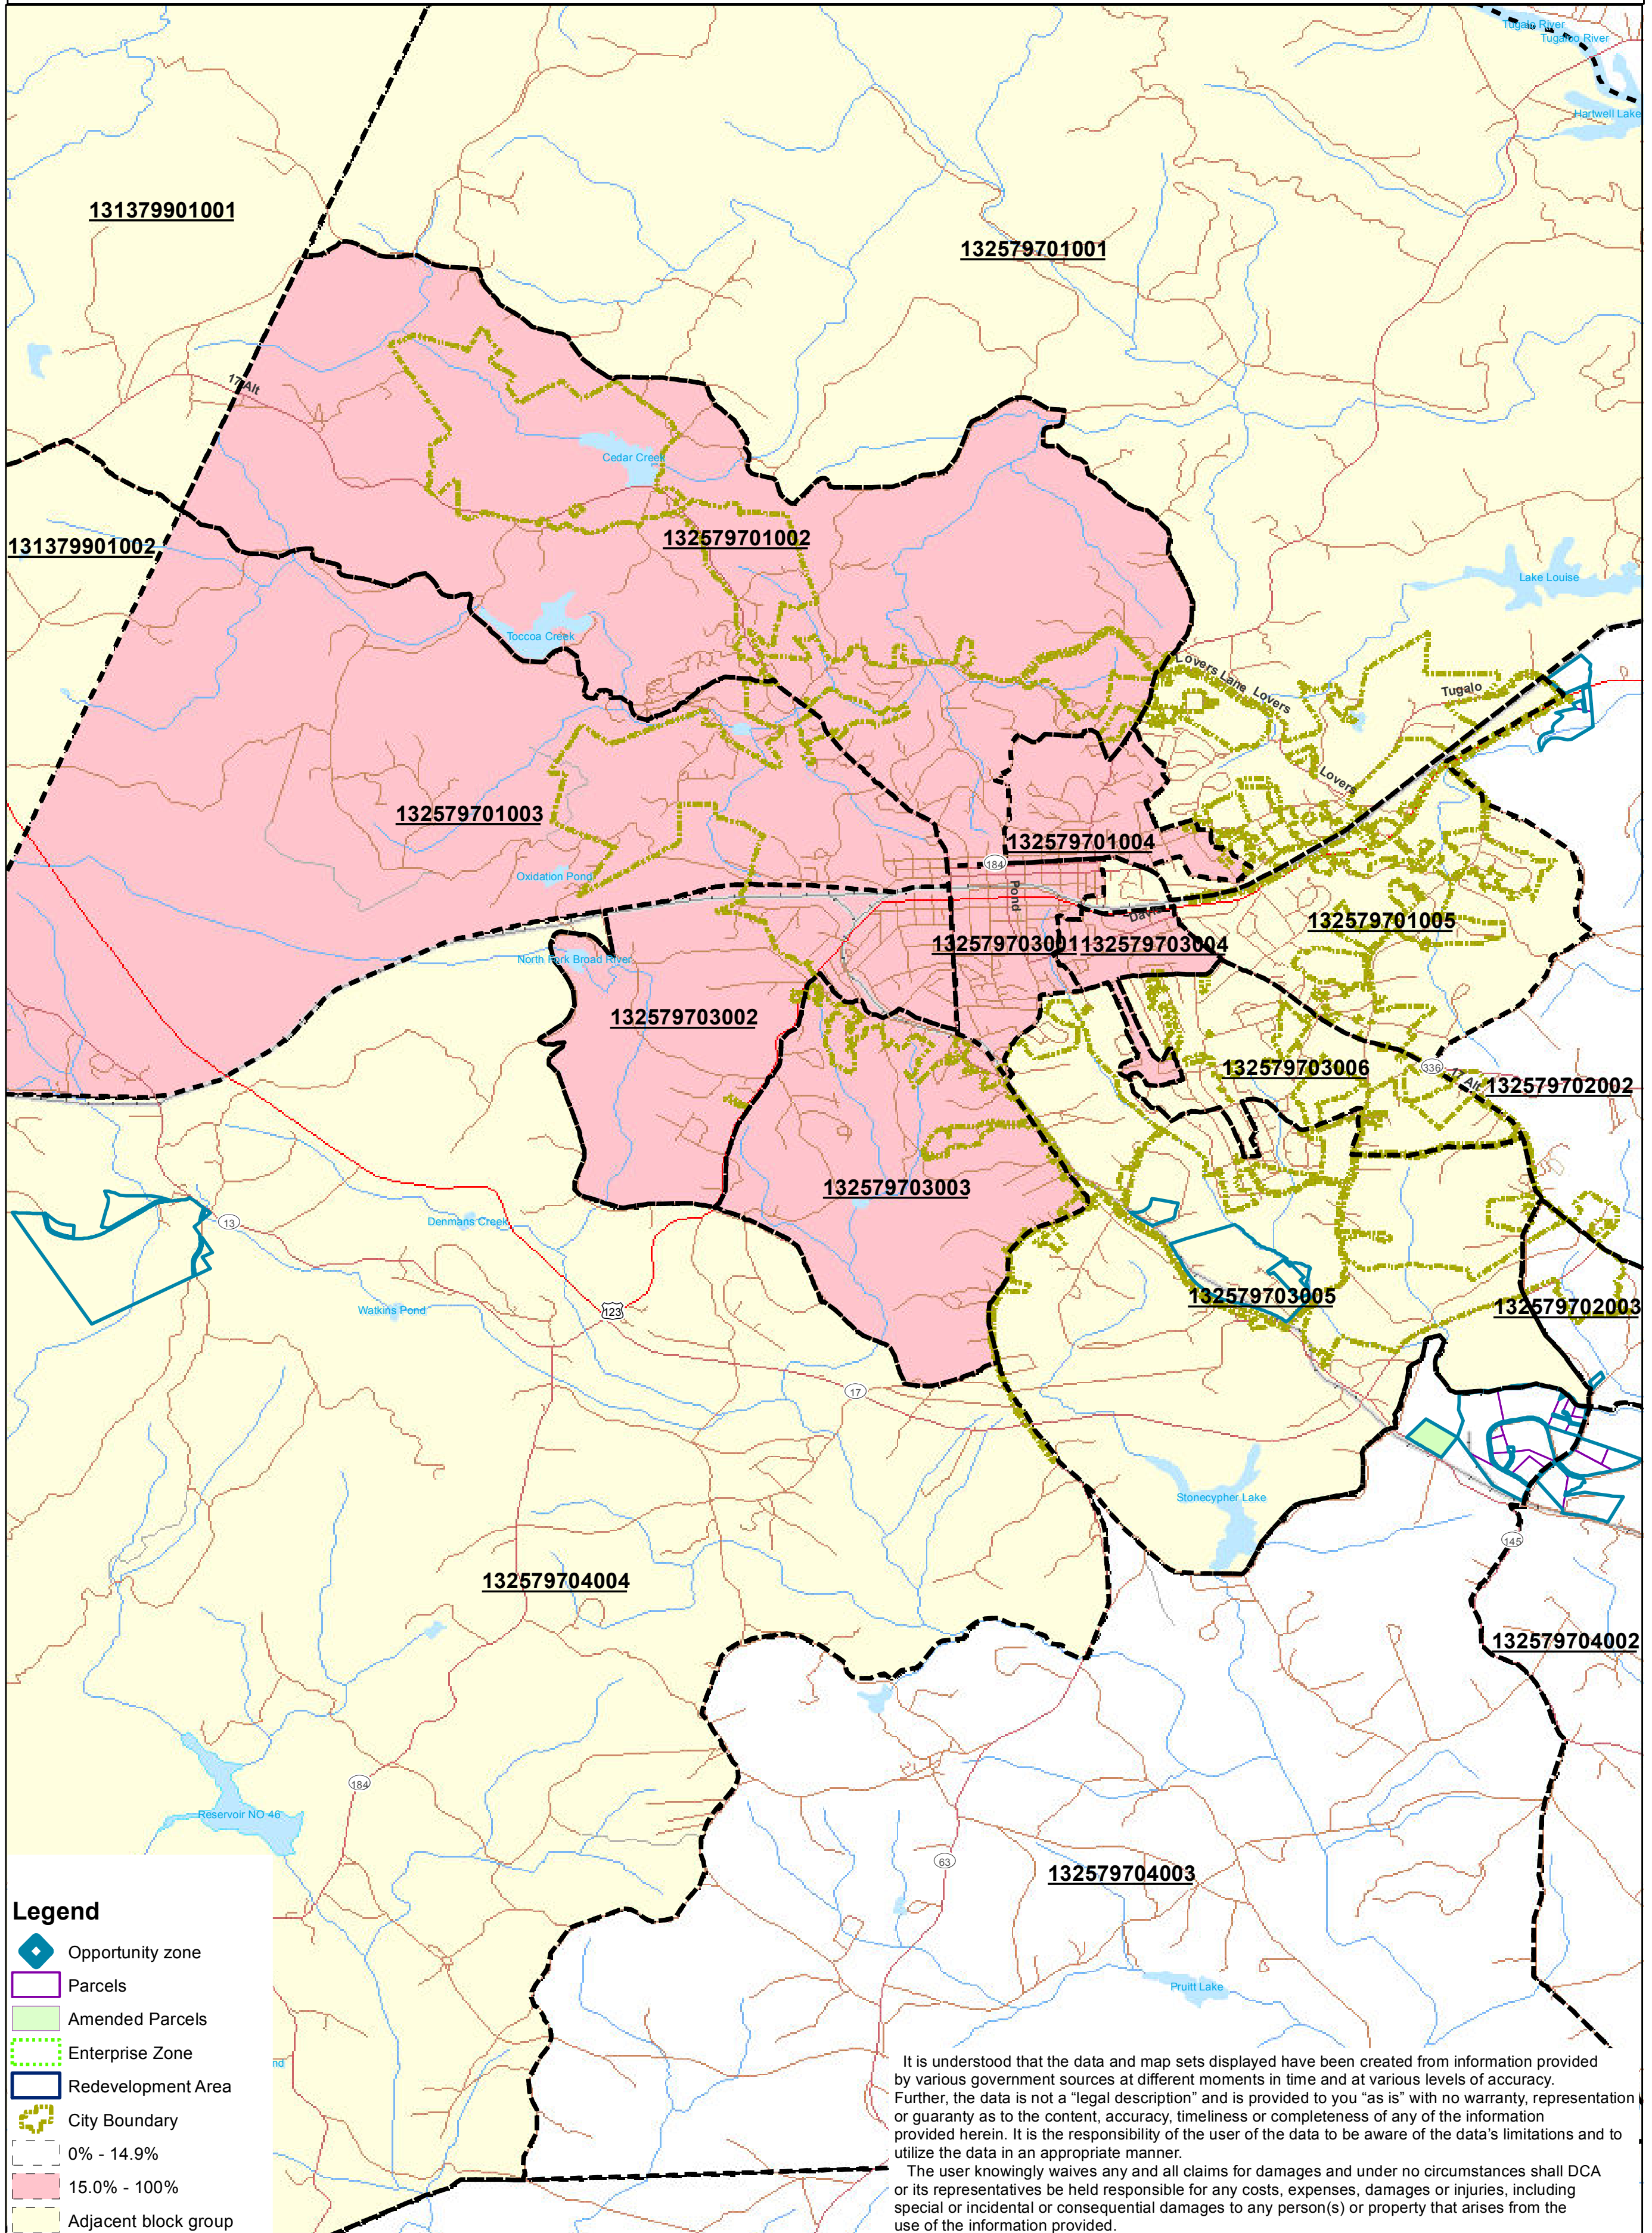 Tugalo River
Tugaloo River
Hartwell Lake
131379901001
132579701001
17 Alt
Cedar Creek
132579701002
131379901002
Lake Louise
Toccoa Creek
Lovers Lane Lovers
Tugalo
Lovers
132579701003
132579701004
184
Oxidation Pond
Pond
Davis
132579701005
132579703001
132579703004
North Fork Broad River
132579703002
132579703006
336
17 Alt
132579702002
132579703003
13
Denmans Creek
132579703005
132579702003
123
Watkins Pond
17
Stonecypher Lake
145
132579704004
132579704002
184
Reservoir NO 46
63
132579704003
Pruitt Lake
nd
Legend
Opportunity zone
Parcels
Amended Parcels
Enterprise Zone
Redevelopment Area
City Boundary
0% - 14.9%
15.0% - 100%
Adjacent block group
It is understood that the data and map sets displayed have been created from information provided
by various government sources at different moments in time and at various levels of accuracy.
Further, the data is not a “legal description” and is provided to you “as is” with no warranty, representation
or guaranty as to the content, accuracy, timeliness or completeness of any of the information
provided herein. It is the responsibility of the user of the data to be aware of the data’s limitations and to
utilize the data in an appropriate manner.
The user knowingly waives any and all claims for damages and under no circumstances shall DCA
or its representatives be held responsible for any costs, expenses, damages or injuries, including
special or incidental or consequential damages to any person(s) or property that arises from the
use of the information provided.